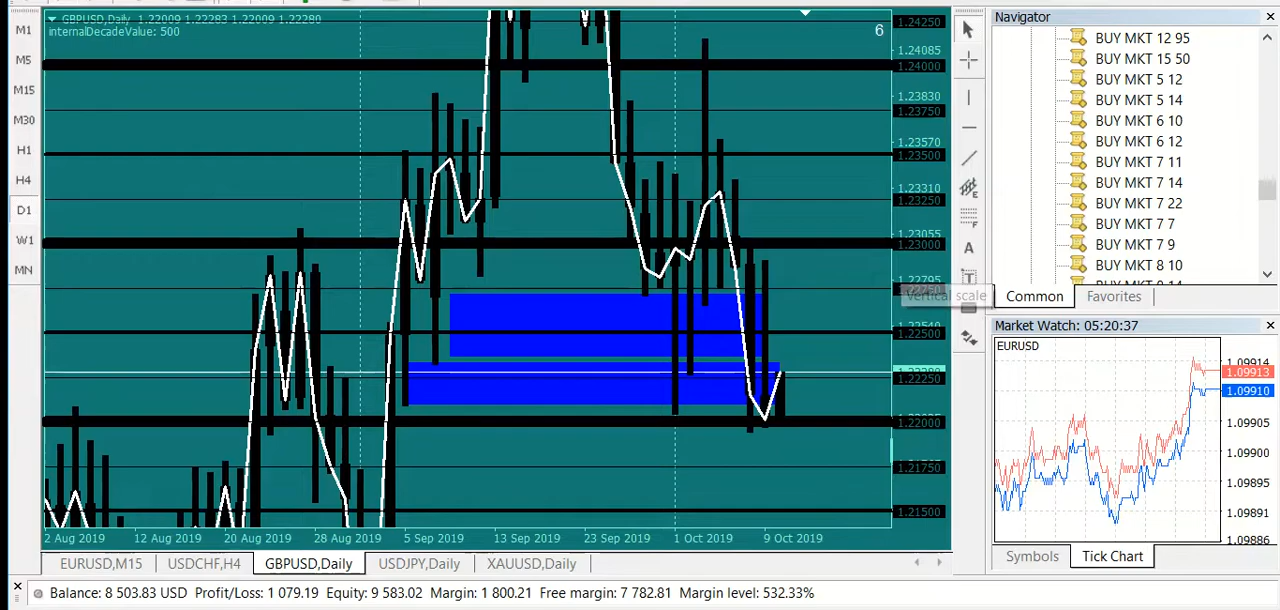 GBPUSD,Daily 1.22009 1.22283 1.22009 1.22280
internalDecadeValue: 500
6
M1
M5
M15
M30
H1
H4
D1
W1
MN
1.24250
1.24085
1.24000
1.23830
1.23750
1.23570
1.23500
1.23310
1.23250
1.23055
1.23000
1.22795
Vertical scale
1.22540
1.22500
1.22280
1.22250
1.22000
1.21750
1.21500
2 Aug 2019
12 Aug 2019
20 Aug 2019
28 Aug 2019
5 Sep 2019
13 Sep 2019
23 Sep 2019
1 Oct 2019
9 Oct 2019
EURUSD,M15
USDCHF,H4
GBPUSD,Daily
USDJPY,Daily
XAUUSD,Daily
Navigator
BUY MKT 12 95
BUY MKT 15 50
BUY MKT 5 12
BUY MKT 5 14
BUY MKT 6 10
BUY MKT 6 12
BUY MKT 7 11
BUY MKT 7 14
BUY MKT 7 22
BUY MKT 7 7
BUY MKT 7 9
BUY MKT 8 10
Common
Favorites
Market Watch: 05:20:37
EURUSD
1.09914
1.09913
1.09910
1.09905
1.09900
1.09895
1.09891
1.09886
Symbols
Tick Chart
Balance: 8 503.83 USD Profit/Loss: 1 079.19 Equity: 9 583.02 Margin: 1 800.21 Free margin: 7 782.81 Margin level: 532.33%